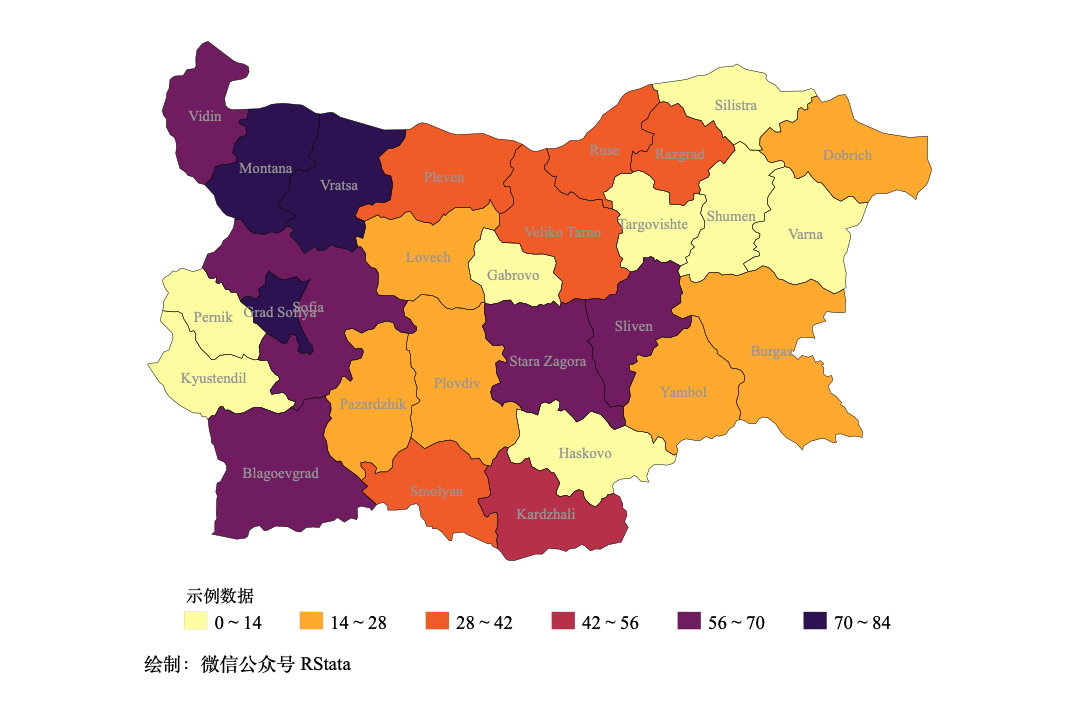 Silistra
Vidin
Ruse
Razgrad
Dobrich
Montana
Vratsa
Pleven
Shumen
Targovishte
Veliko Tarno
Varna
Lovech
Gabrovo
Sofia
Grad Sofiya
Pernik
Sliven
Burgas
Stara Zagora
Kyustendil
Plovdiv
Yambol
Pazardzhik
Haskovo
Blagoevgrad
Smolyan
Kardzhali
示例数据
0～14 14～28 28～42 42～56 56～70 70～84
绘制：微信公众号 RStata